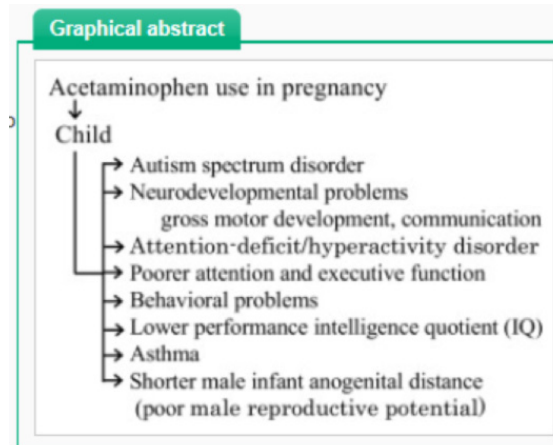 Graphical abstract
Acetaminophen use in pregnancy
Child
Autism spectrum disorder
Neurodevelopmental problems
gross motor development, communication
Attention-deficit/hyperactivity disorder
Poorer attention and executive function
Behavioral problems
Lower performance intelligence quotient (IQ)
Asthma
Shorter male infant anogenital distance
(poor male reproductive potential)